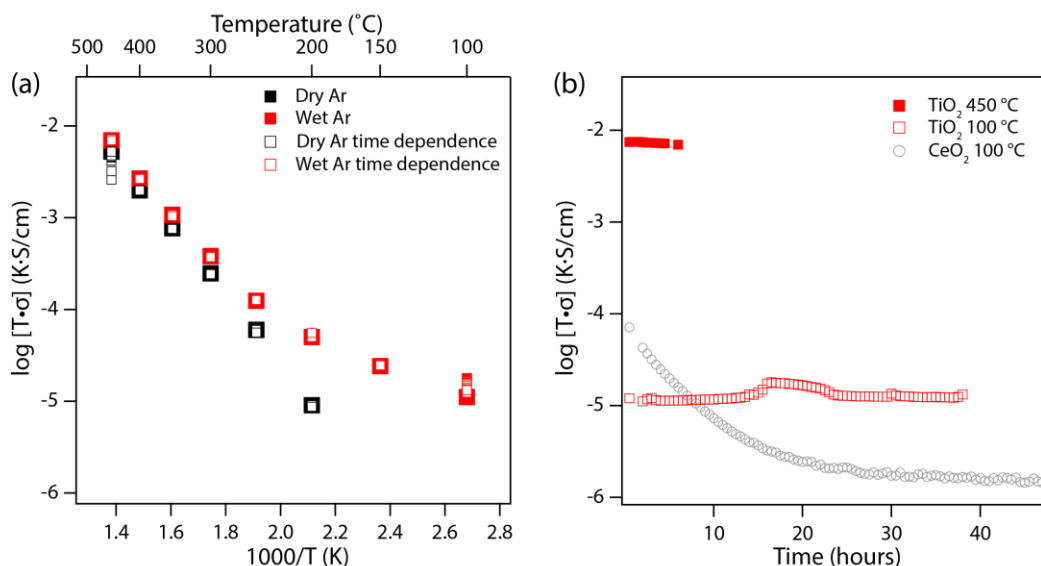 Temperature (˚C)
500 400 300 200 150 100
(a)
Dry Ar
Wet Ar
Dry Ar time dependence
Wet Ar time dependence
log [T•σ] (K·S/cm)
-2
-3
-4
-5
-6
1.4 1.6 1.8 2.0 2.2 2.4 2.6 2.8
1000/T (K)
(b)
TiO₂ 450 °C
TiO₂ 100 °C
CeO₂ 100 °C
log [T•σ] (K·S/cm)
-2
-3
-4
-5
-6
10 20 30 40
Time (hours)